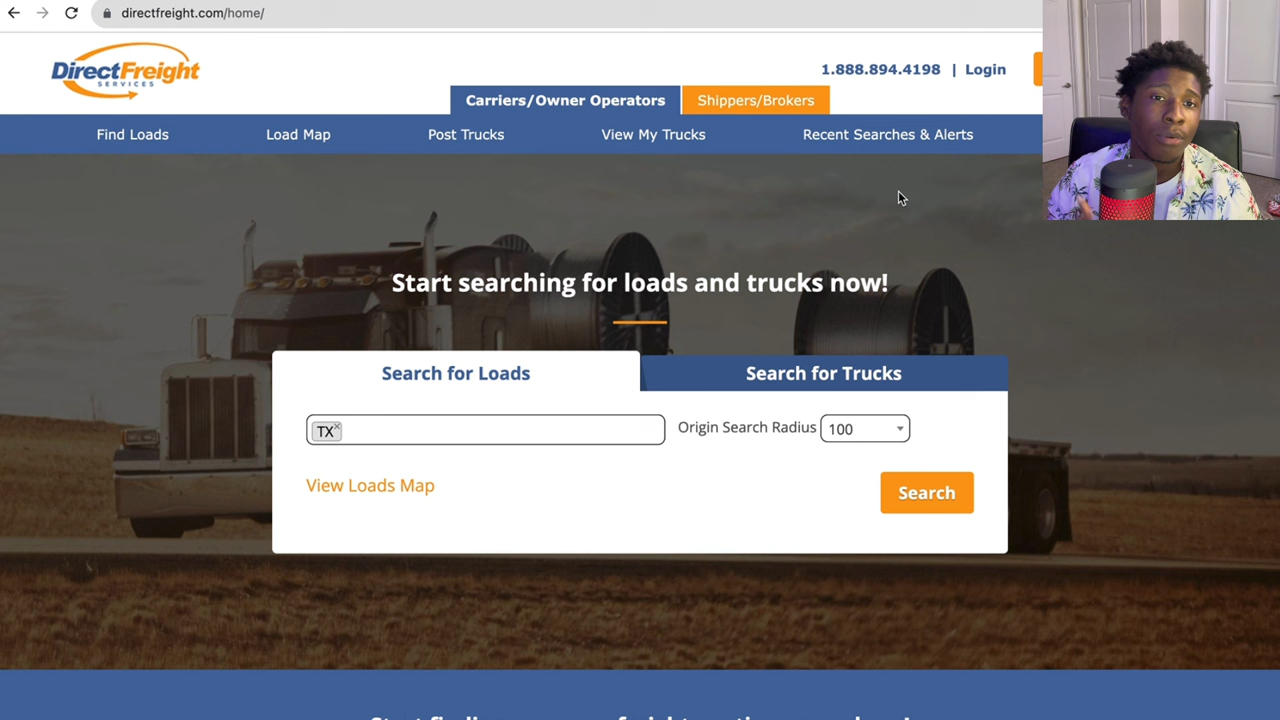 directfreight.com/home/
DirectFreight
SERVICES
1.888.894.4198 | Login
Carriers/Owner Operators
Shippers/Brokers
Find Loads
Load Map
Post Trucks
View My Trucks
Recent Searches & Alerts
Start searching for loads and trucks now!
Search for Loads
Search for Trucks
TX×
Origin Search Radius 100
View Loads Map
Search